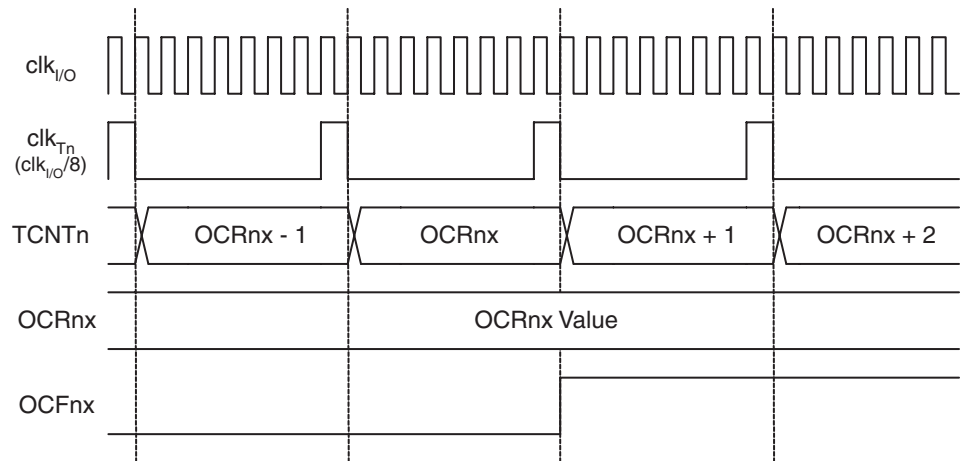 clkI/O
clkTn
(clkI/O/8)
TCNTn OCRnx - 1 OCRnx OCRnx + 1 OCRnx + 2
OCRnx OCRnx Value
OCFnx